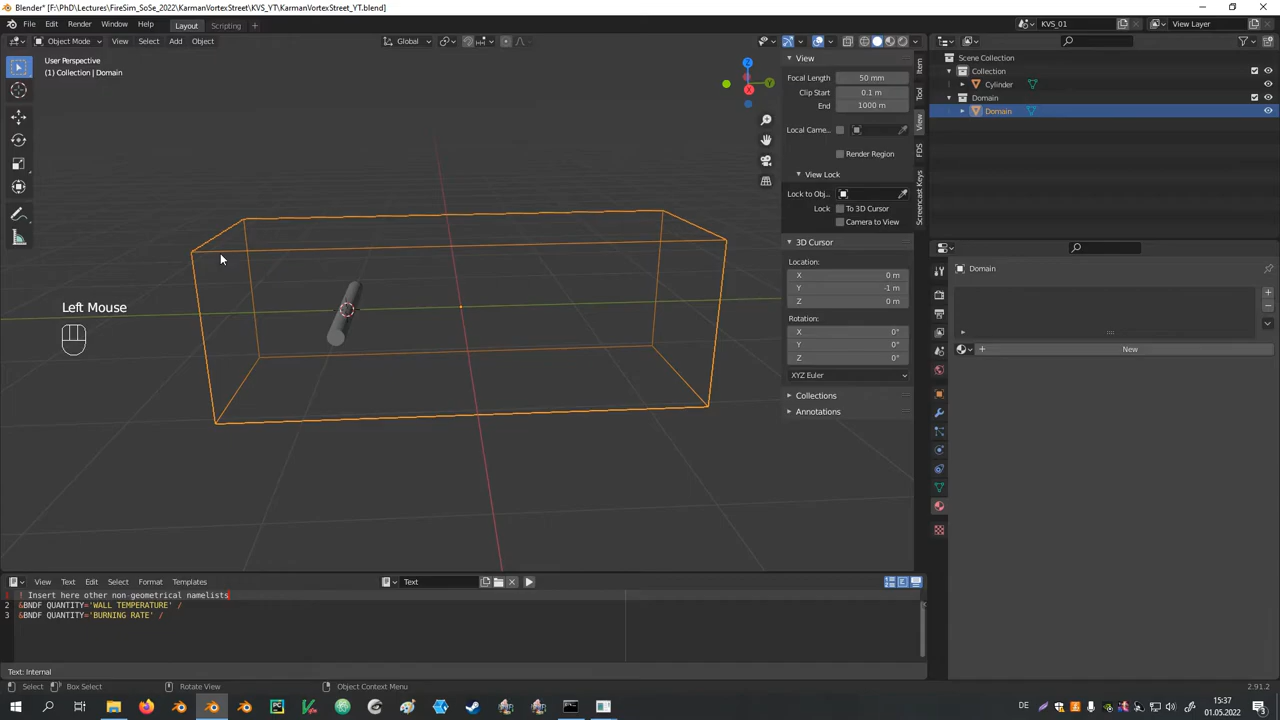 Blender* [F:\PhD\Lectures\FireSim_SoSe_2022\KVS_YT\KarmanVortexStreet_YT.blend]
File Edit Render Window Help Layout Scripting + KVS_01 View Layer
Object Mode View Select Add Object Global
User Perspective
(1) Collection | Domain
Left Mouse
Z
Y
X
View
Focal Length 50 mm
Clip Start 0.1 m
End 1000 m
Local Came..
Render Region
View Lock
Lock to Obj..
Lock To 3D Cursor
Camera to View
3D Cursor
Location:
X 0 m
Y -1 m
Z 0 m
Rotation:
X 0°
Y 0°
Z 0°
XYZ Euler
Collections
Annotations
Item
Tool
View
FDS
Screencast Keys
Scene Collection
Collection
Cylinder
Domain
Domain
Domain
New
View Text Edit Select Format Templates Text
1 ! Insert here other non-geometrical namelists
2 &BNDF QUANTITY='WALL TEMPERATURE' /
3 &BNDF QUANTITY='BURNING RATE' /
Text: Internal
Select Box Select Rotate View Object Context Menu 2.91.2
DE 15:37
01.05.2022